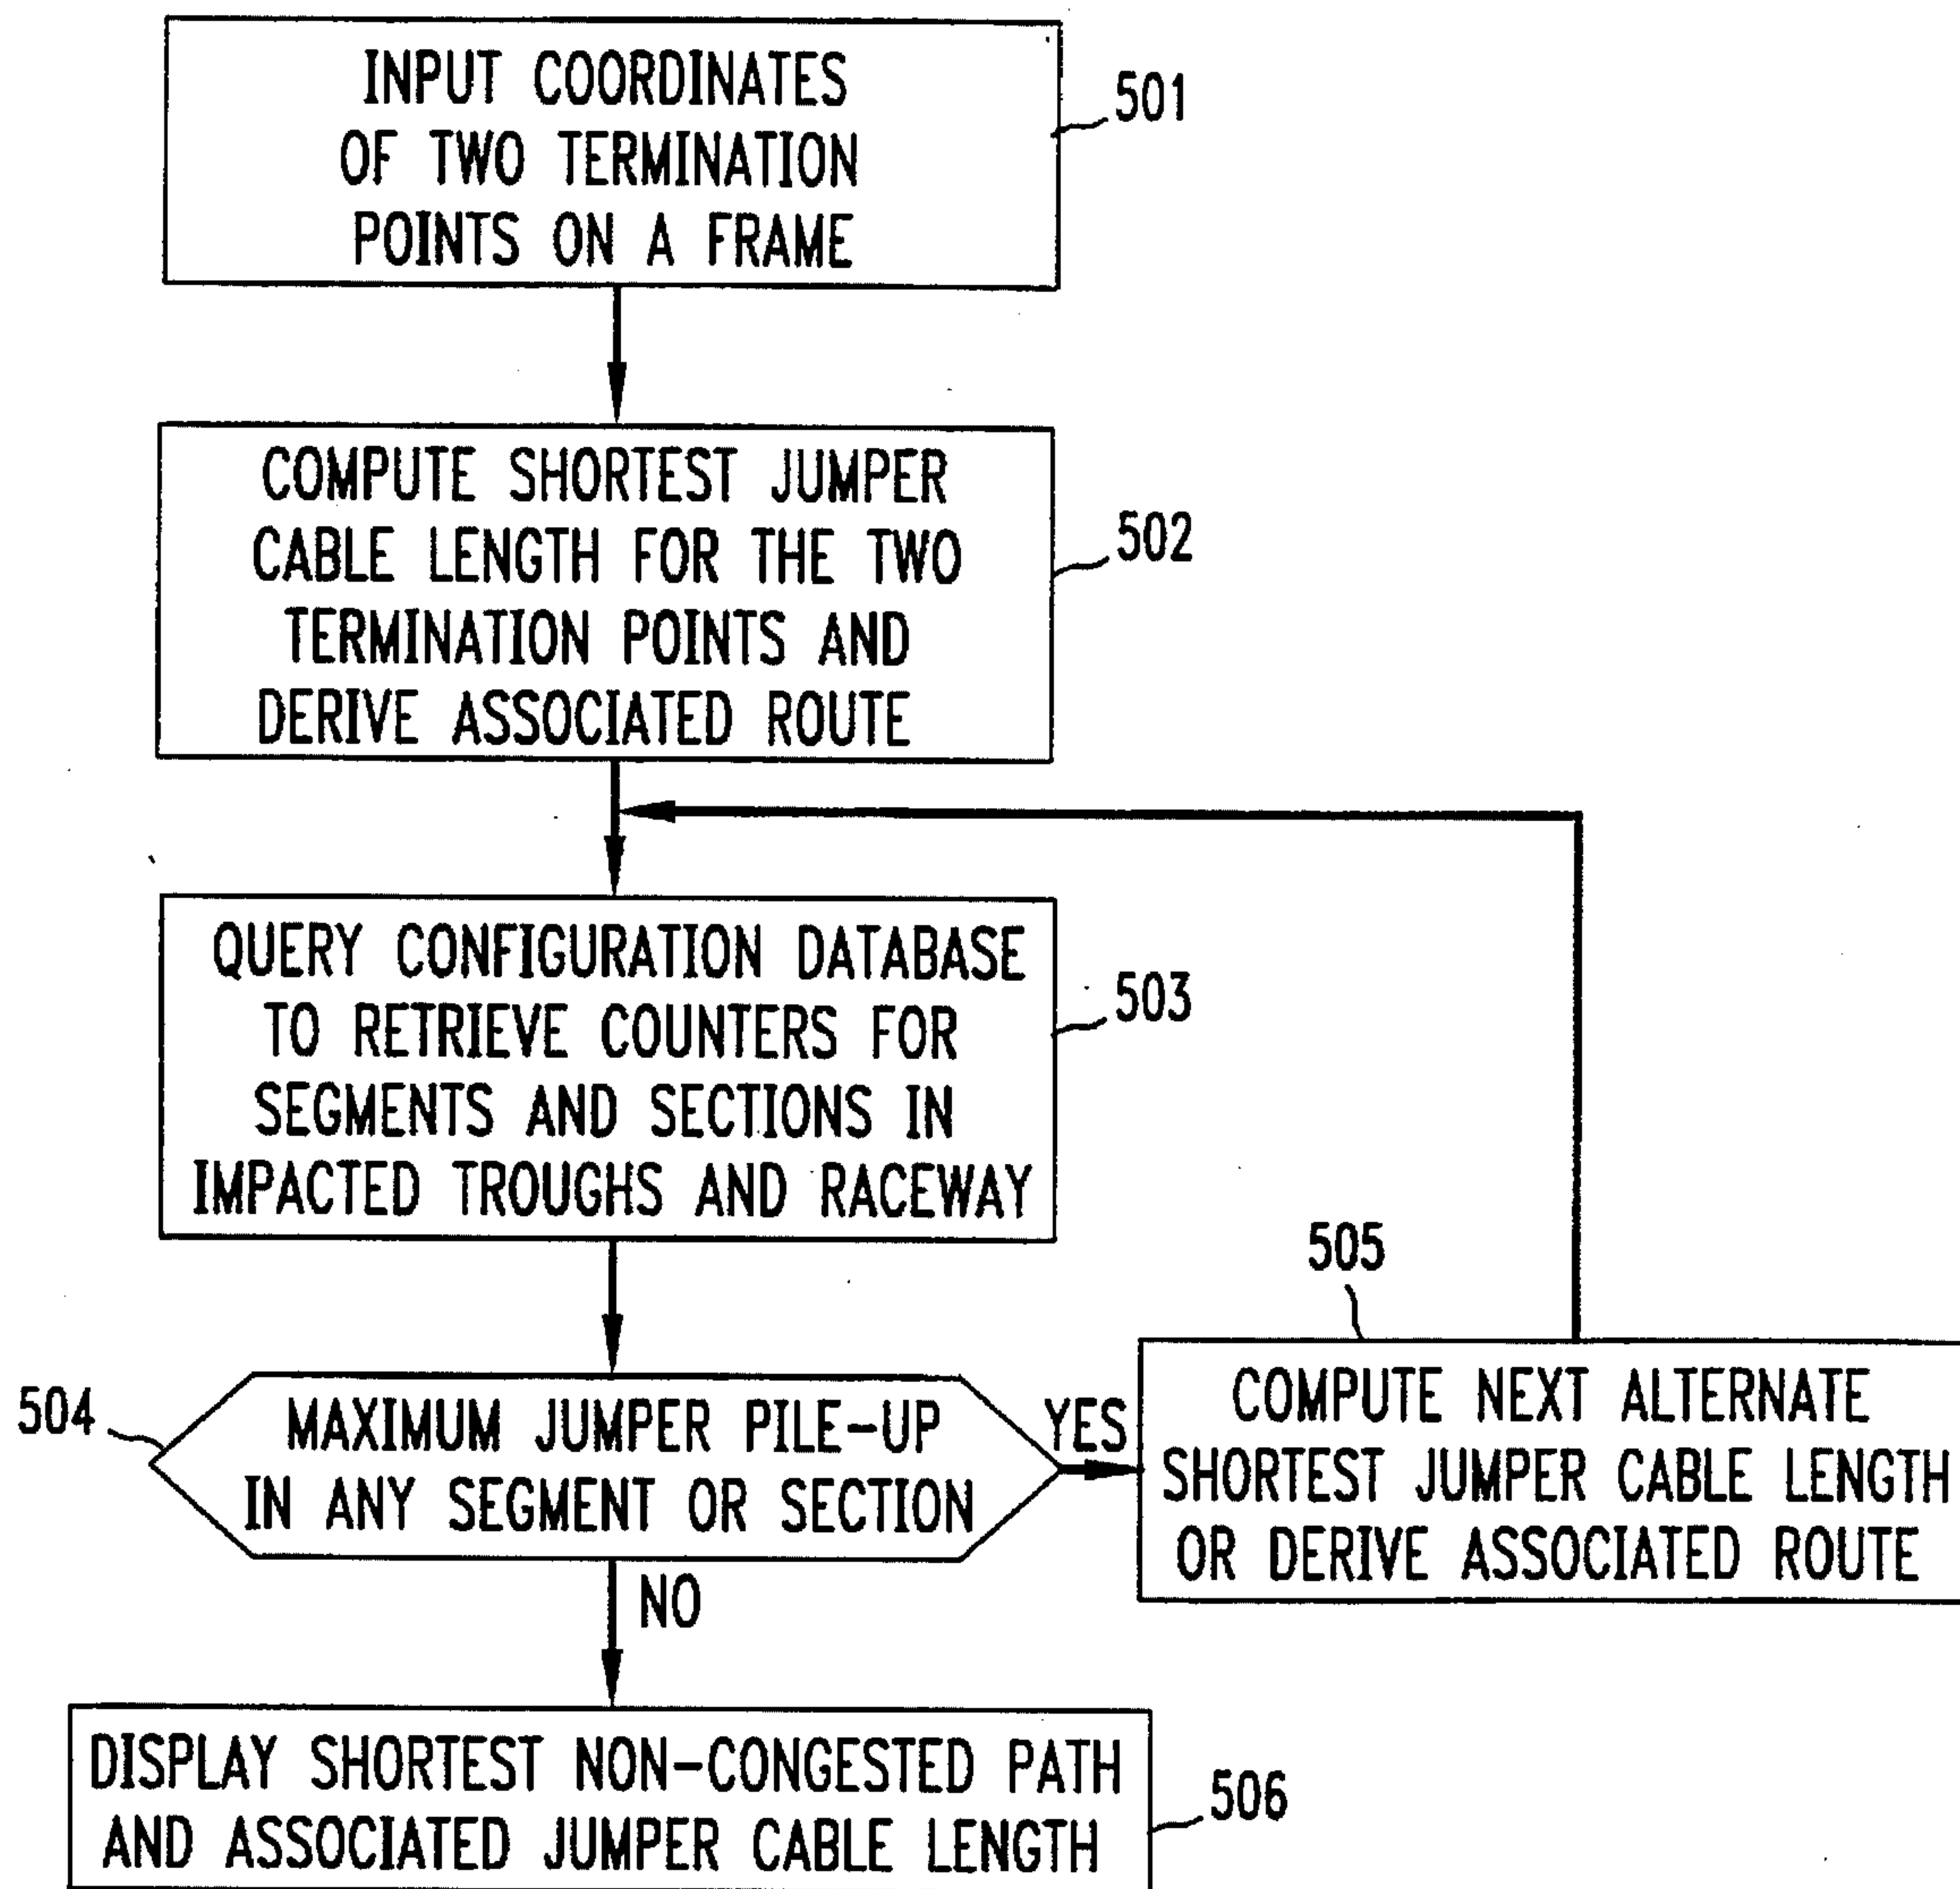 INPUT COORDINATES
OF TWO TERMINATION
POINTS ON A FRAME
501
COMPUTE SHORTEST JUMPER
CABLE LENGTH FOR THE TWO
TERMINATION POINTS AND
DERIVE ASSOCIATED ROUTE
502
QUERY CONFIGURATION DATABASE
TO RETRIEVE COUNTERS FOR
SEGMENTS AND SECTIONS IN
IMPACTED TROUGHS AND RACEWAY
503
504
MAXIMUM JUMPER PILE-UP
IN ANY SEGMENT OR SECTION
YES
NO
505
COMPUTE NEXT ALTERNATE
SHORTEST JUMPER CABLE LENGTH
OR DERIVE ASSOCIATED ROUTE
DISPLAY SHORTEST NON-CONGESTED PATH
AND ASSOCIATED JUMPER CABLE LENGTH
506